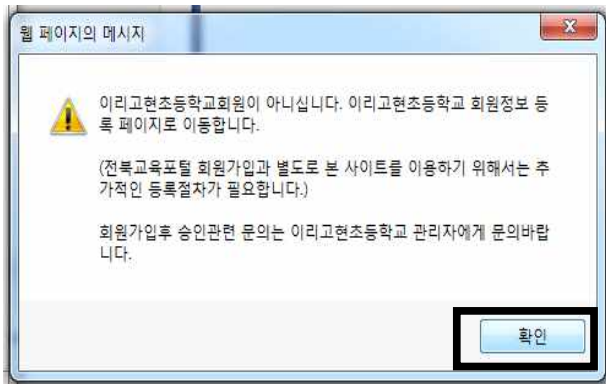 웹 페이지의 메시지
이리고현초등학교회원이 아니십니다. 이리고현초등학교 회원정보 등
록 페이지로 이동합니다.
(전북교육포털 회원가입과 별도로 본 사이트를 이용하기 위해서는 추
가적인 등록절차가 필요합니다.)
회원가입후 승인관련 문의는 이리고현초등학교 관리자에게 문의바랍
니다.
확인